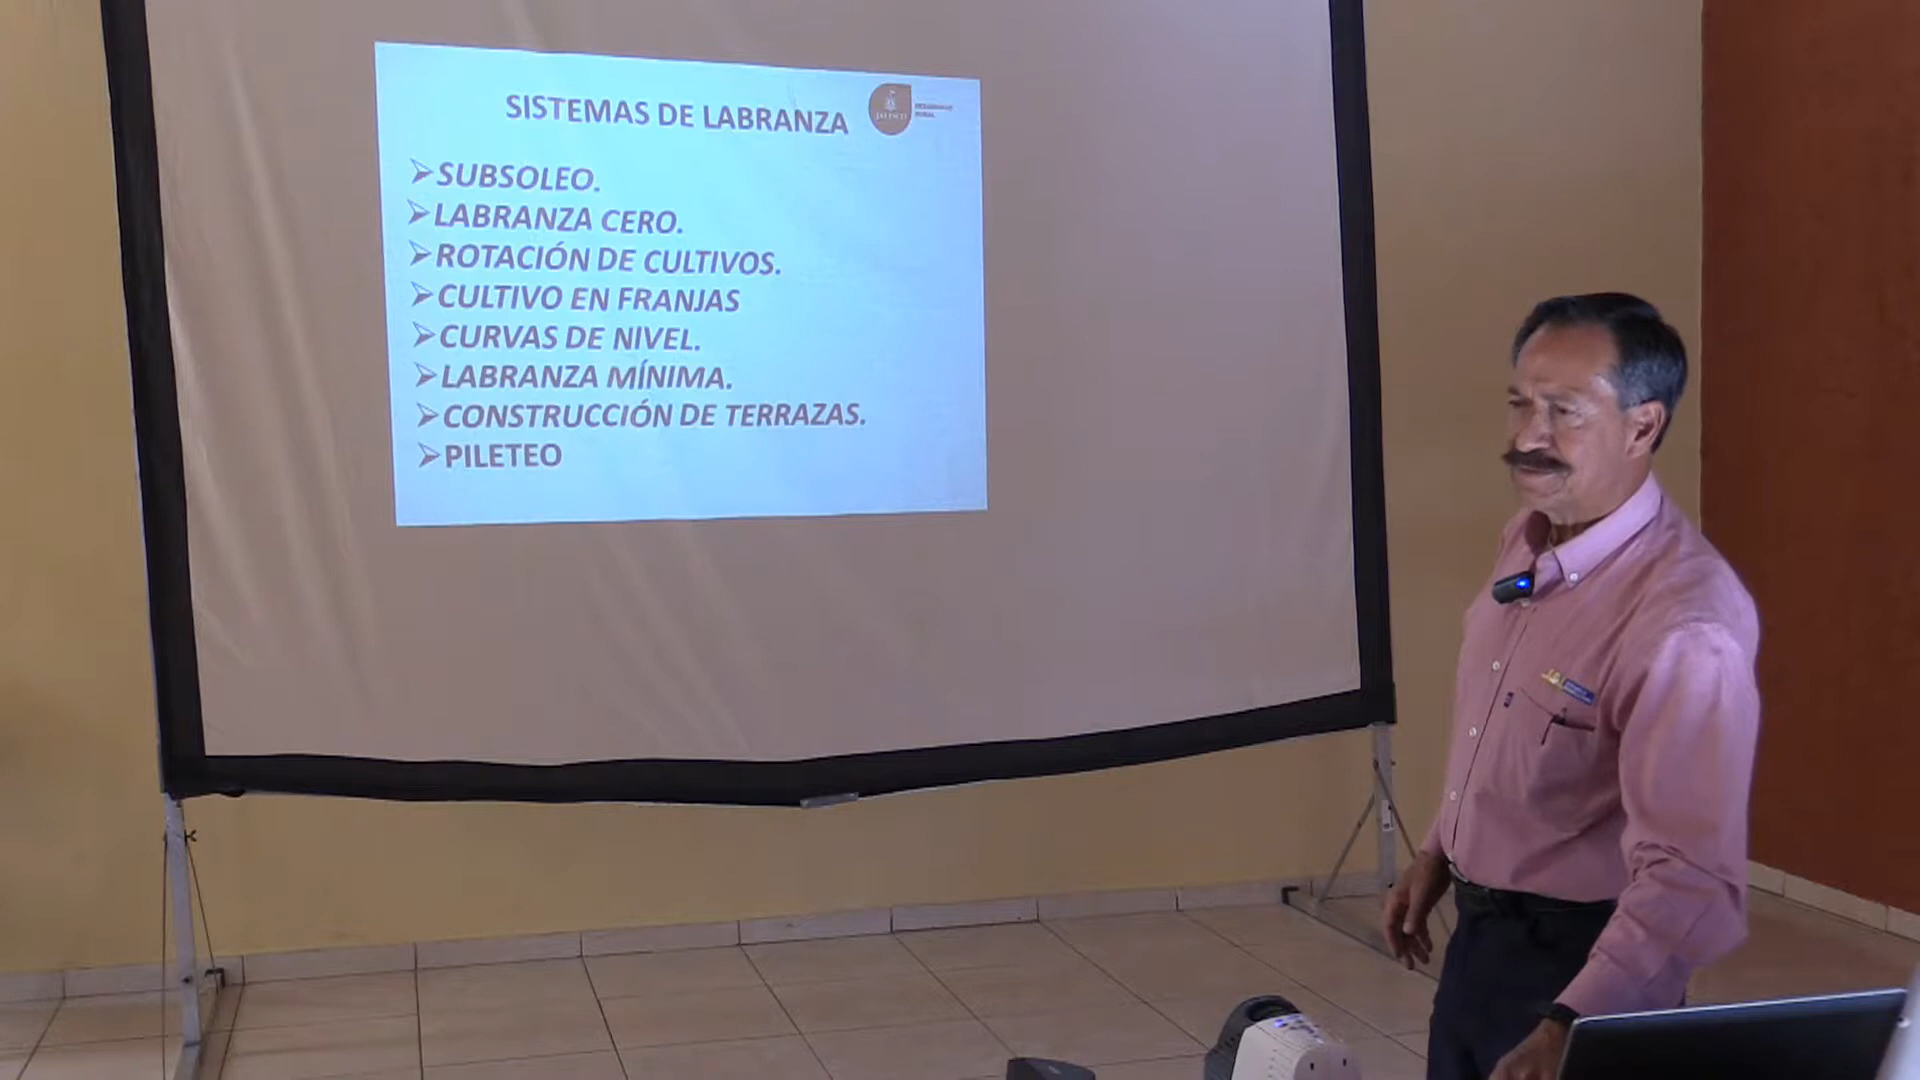 SISTEMAS DE LABRANZA
JALISCO
➢SUBSOLEO.
➢LABRANZA CERO.
➢ROTACIÓN DE CULTIVOS.
➢CULTIVO EN FRANJAS
➢CURVAS DE NIVEL.
➢LABRANZA MÍNIMA.
➢CONSTRUCCIÓN DE TERRAZAS.
➢PILETEO